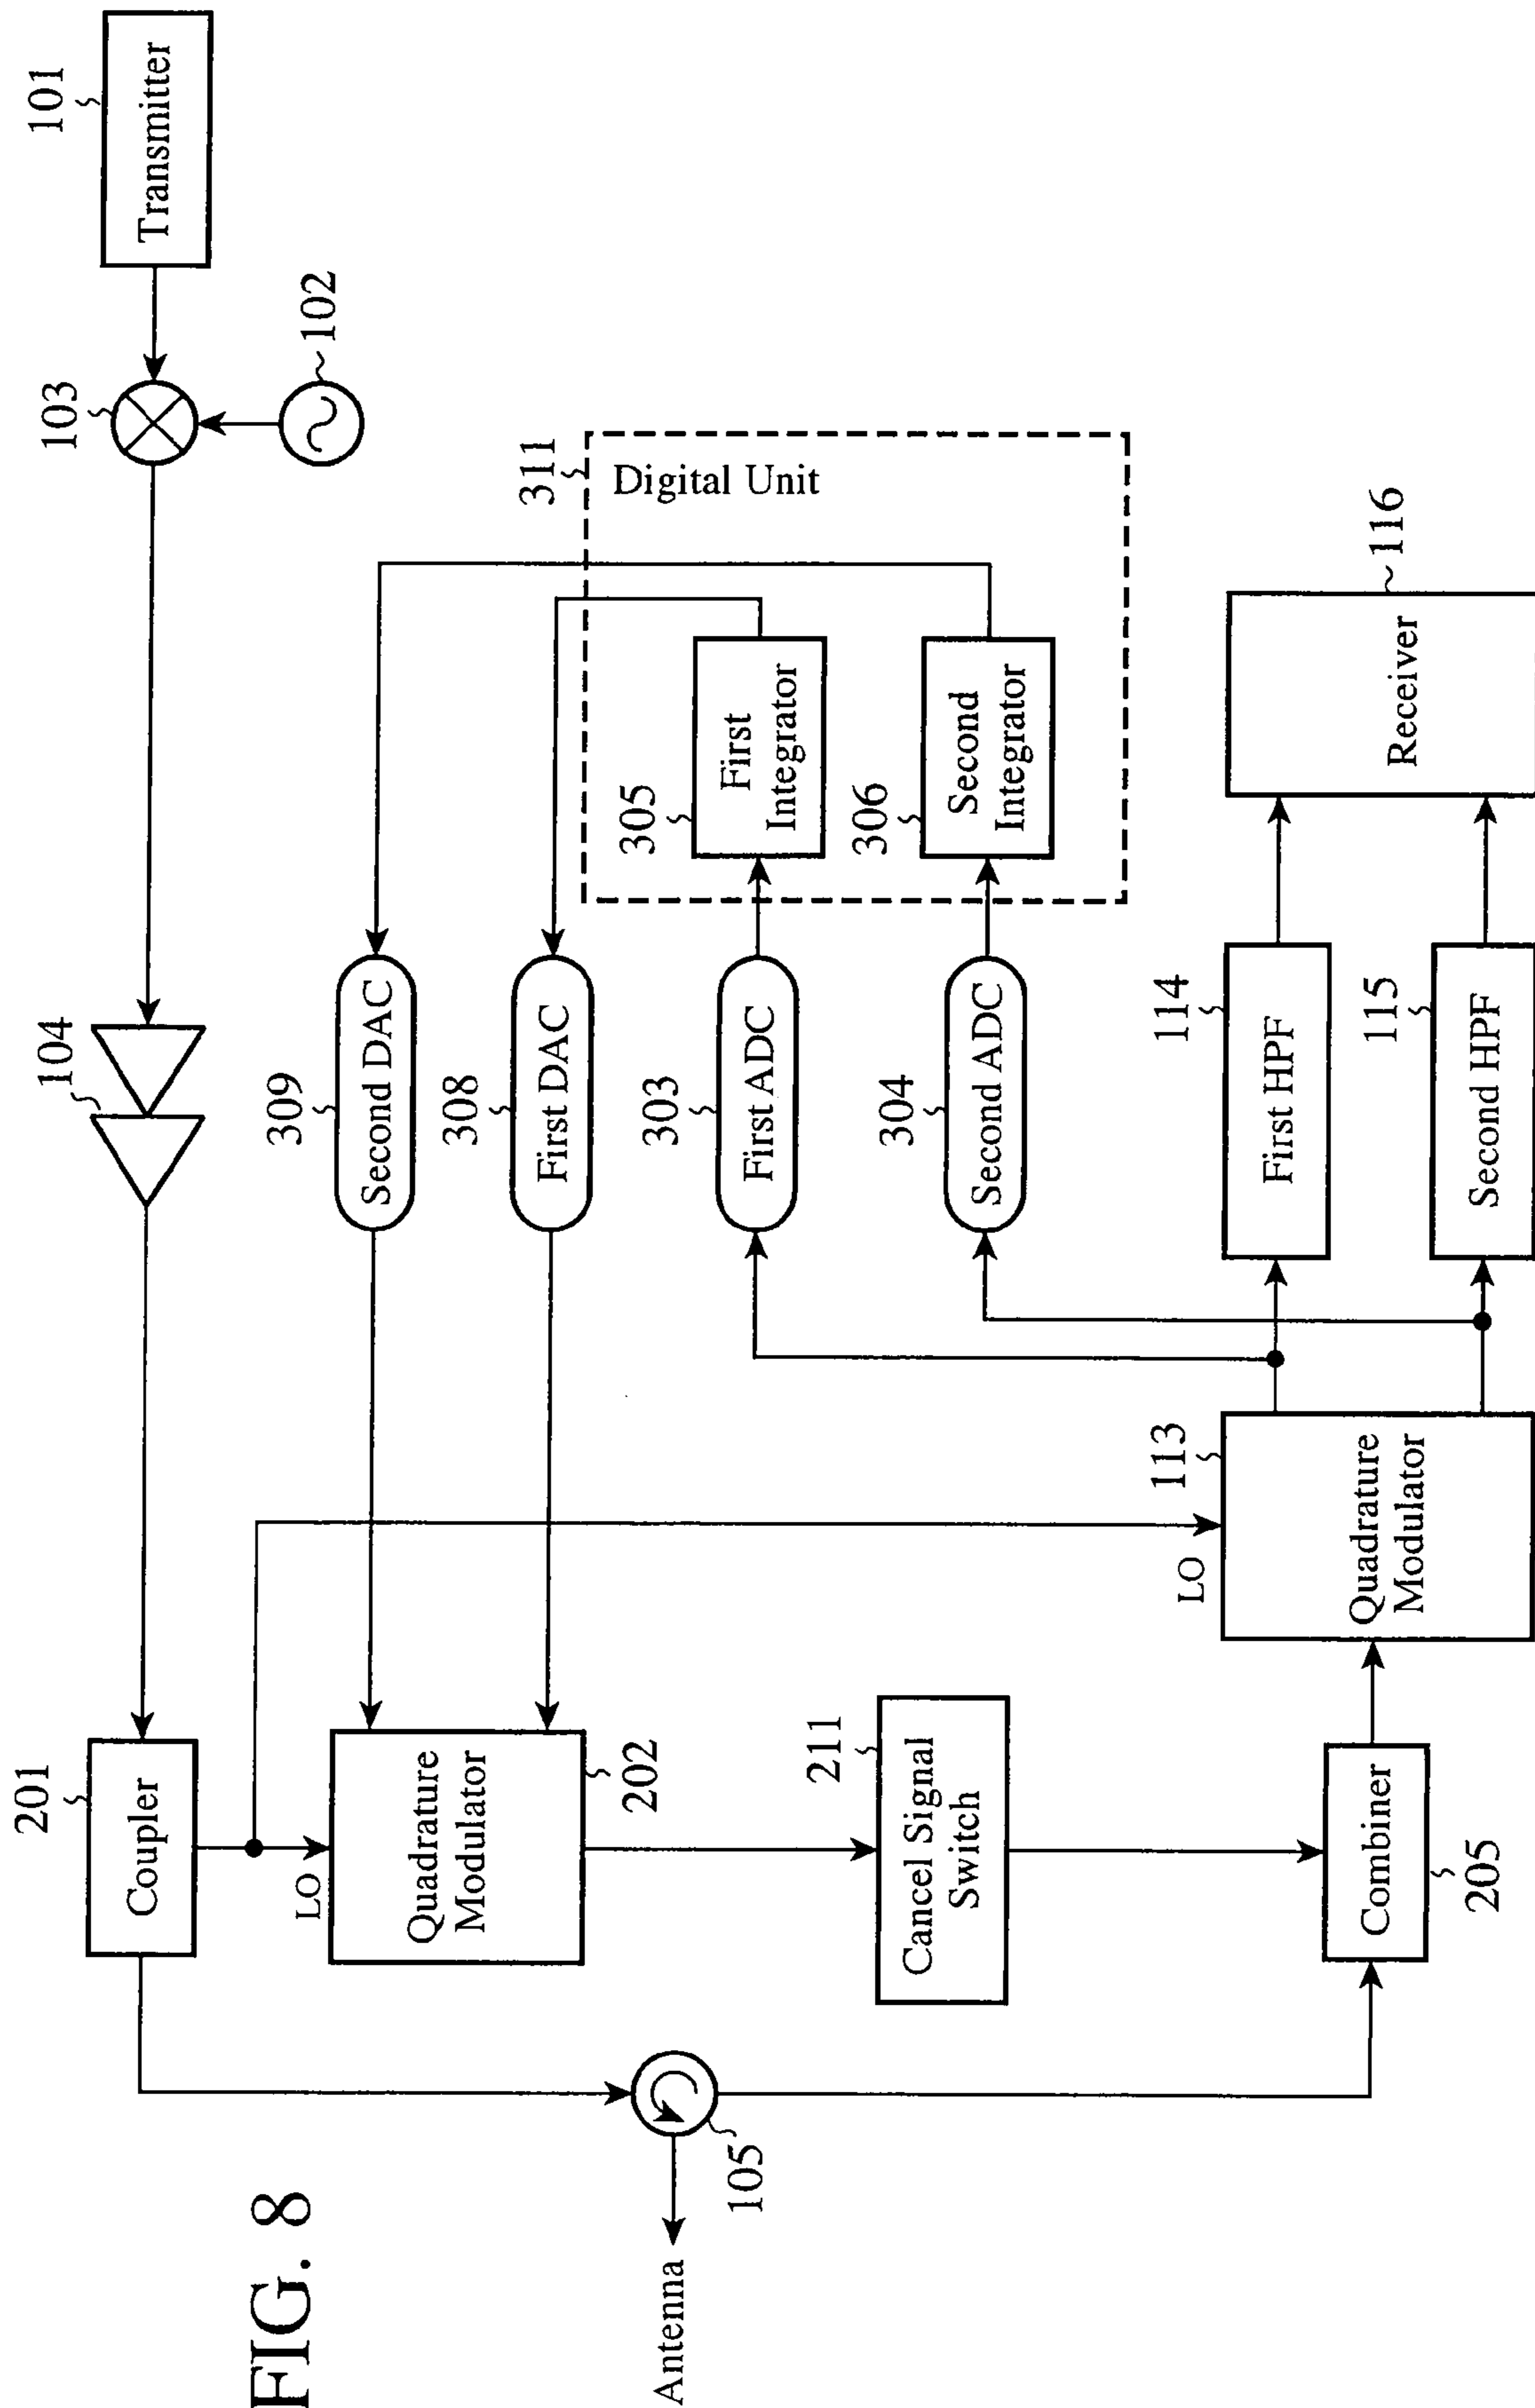 FIG. 8
Antenna
105
201
Coupler
LO
Quadrature
Modulator
202
211
Cancel Signal
Switch
Combiner
205
104
309
Second DAC
308
First DAC
303
First ADC
304
Second ADC
LO
113
Quadrature
Modulator
114
First HPF
115
Second HPF
103
102
101
Transmitter
311
Digital Unit
305
First
Integrator
306
Second
Integrator
Receiver
116